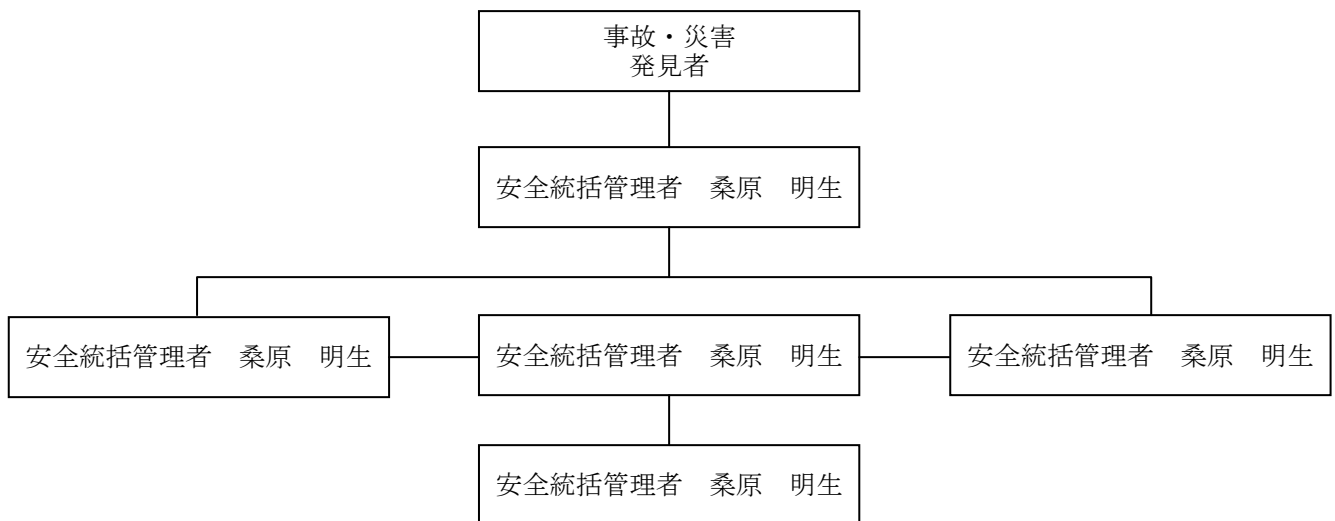 事故・災害
発見者
安全統括管理者　桑原　明生
安全統括管理者　桑原　明生
安全統括管理者　桑原　明生
安全統括管理者　桑原　明生
安全統括管理者　桑原　明生